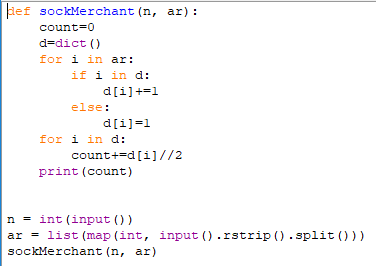 def sockMerchant(n, ar):
    count=0
    d=dict()
    for i in ar:
        if i in d:
            d[i]+=1
        else:
            d[i]=1
    for i in d:
        count+=d[i]//2
    print(count)


n = int(input())
ar = list(map(int, input().rstrip().split()))
sockMerchant(n, ar)